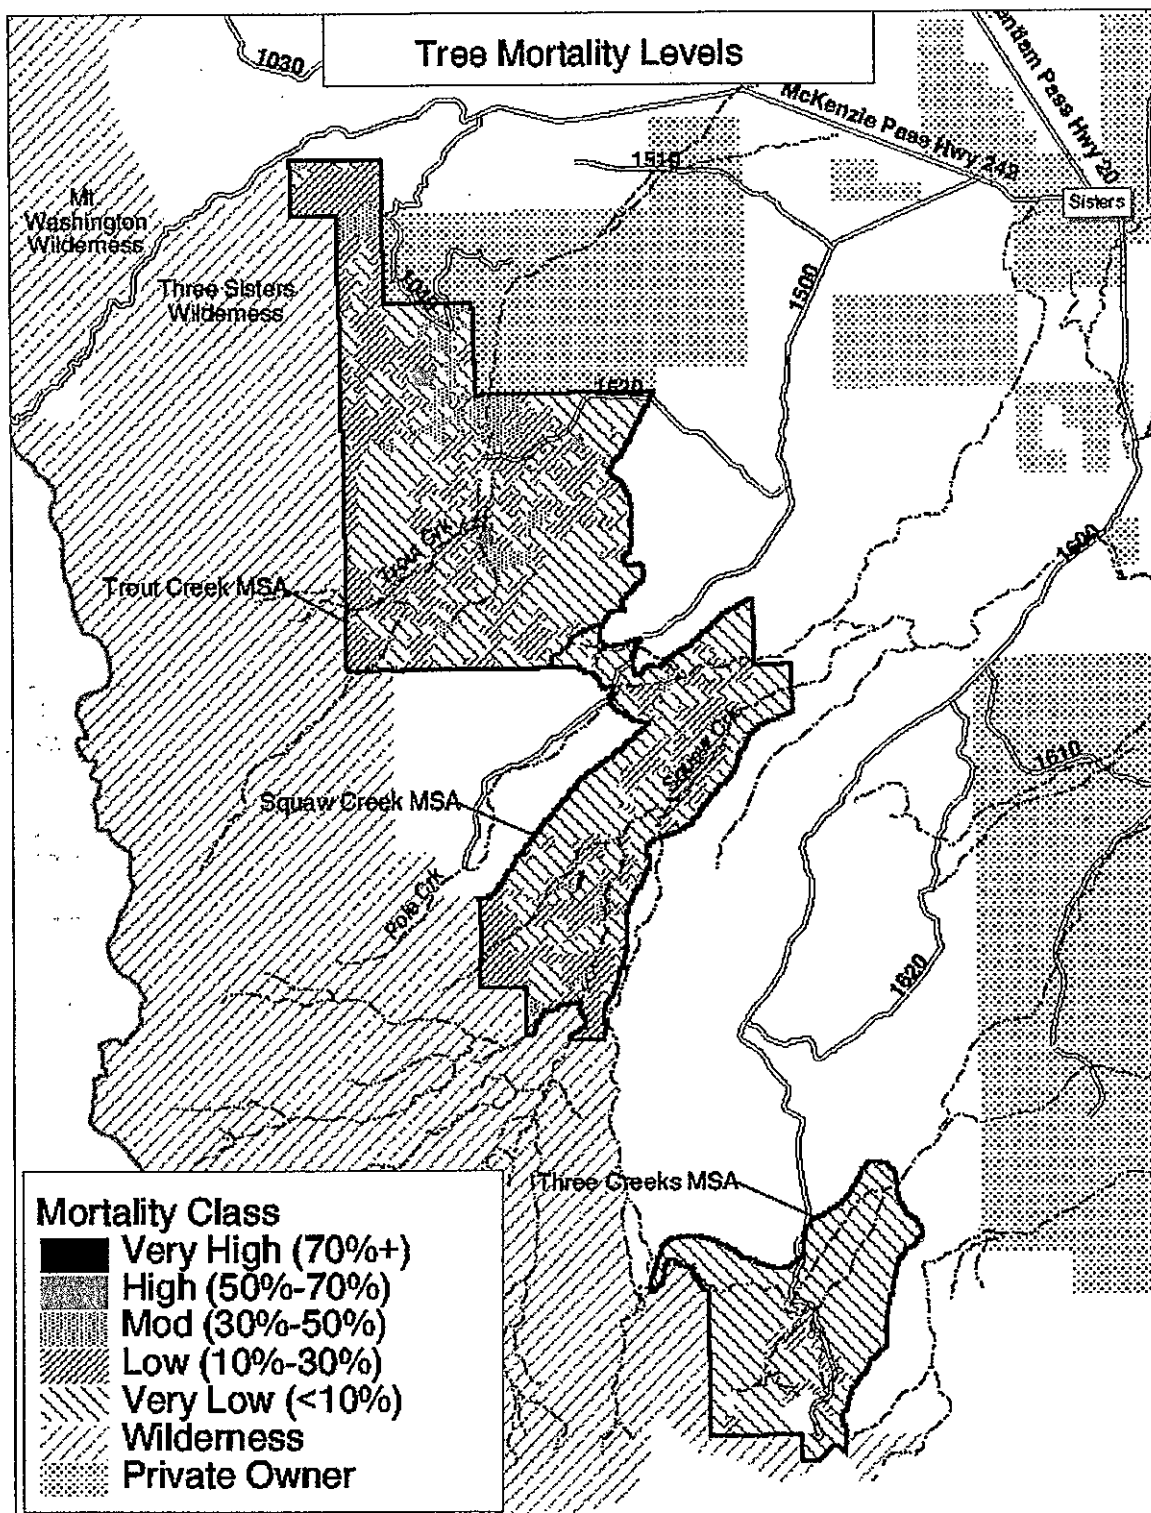 Tree Mortality Levels
1030
McKenzie Pass Hwy 242
Pass Hwy 20
1510
Sisters
Mt.
Washington
Wilderness
Three Sisters
Wilderness
1040
1500
1620
Trout Crk
1600
Trout Creek MSA
Squaw Crk
1610
Squaw Creek MSA
Pole Crk
1620
Three Creeks MSA
Mortality Class
Very High (70%+)
High (50%-70%)
Mod (30%-50%)
Low (10%-30%)
Very Low (<10%)
Wilderness
Private Owner